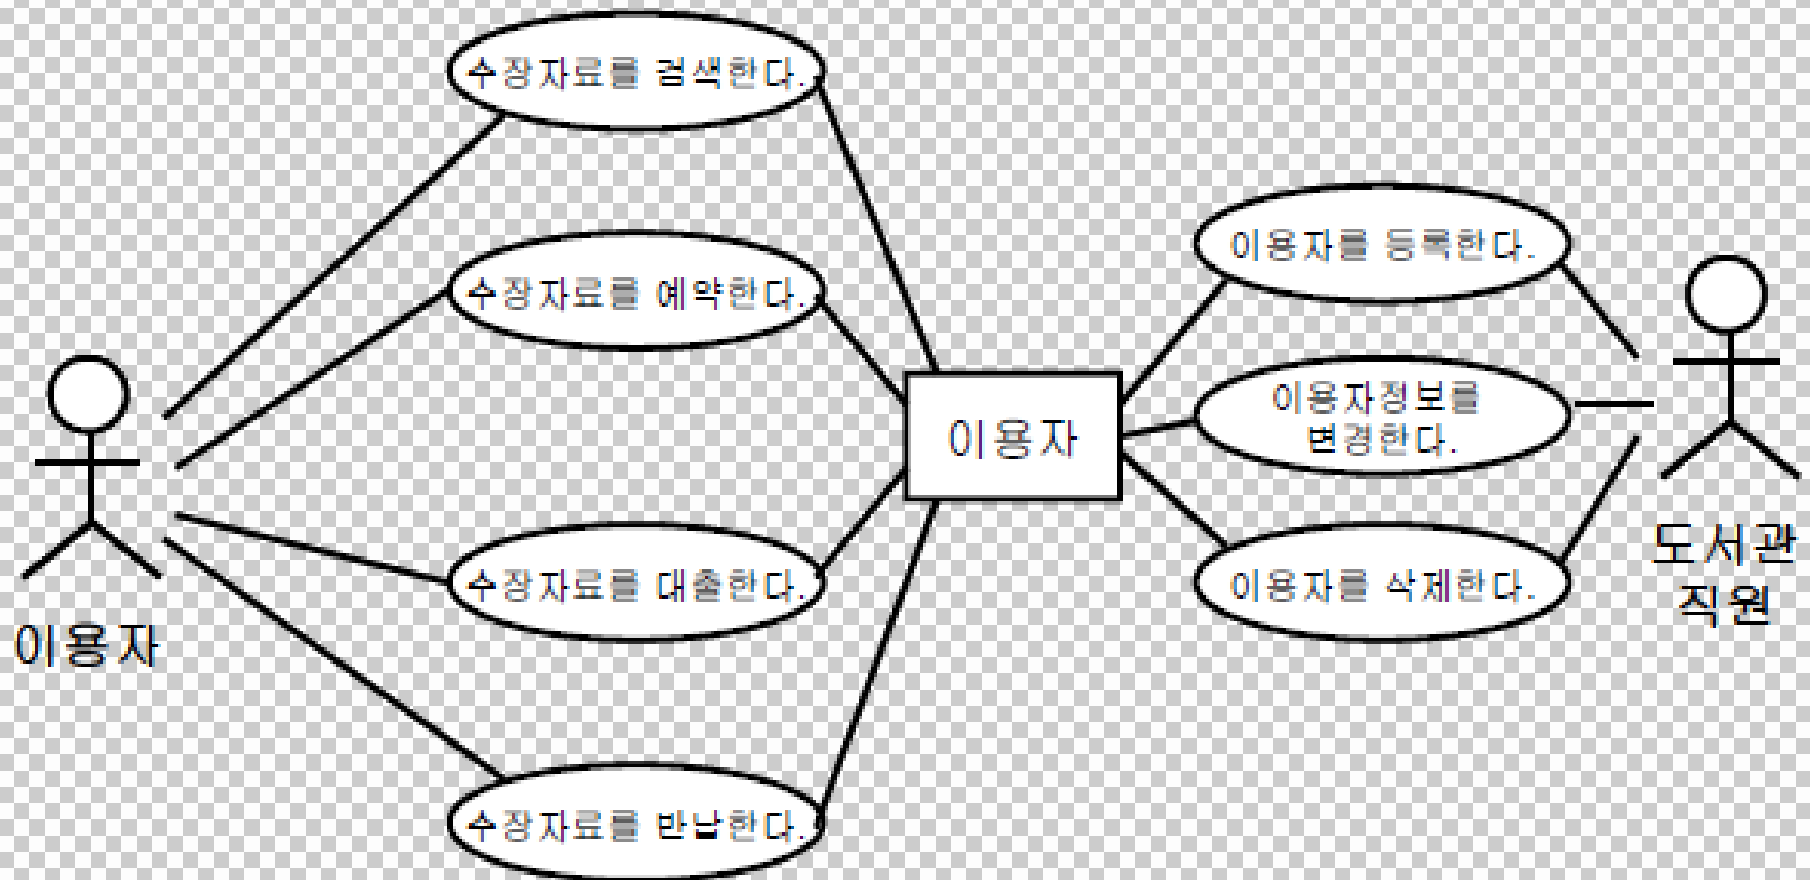 수장자료를 검색한다.
수장자료를 예약한다.
수장자료를 대출한다.
수장자료를 반납한다.
이용자
이용자
이용자를 등록한다.
이용자정보를
변경한다.
이용자를 삭제한다.
도서관
직원